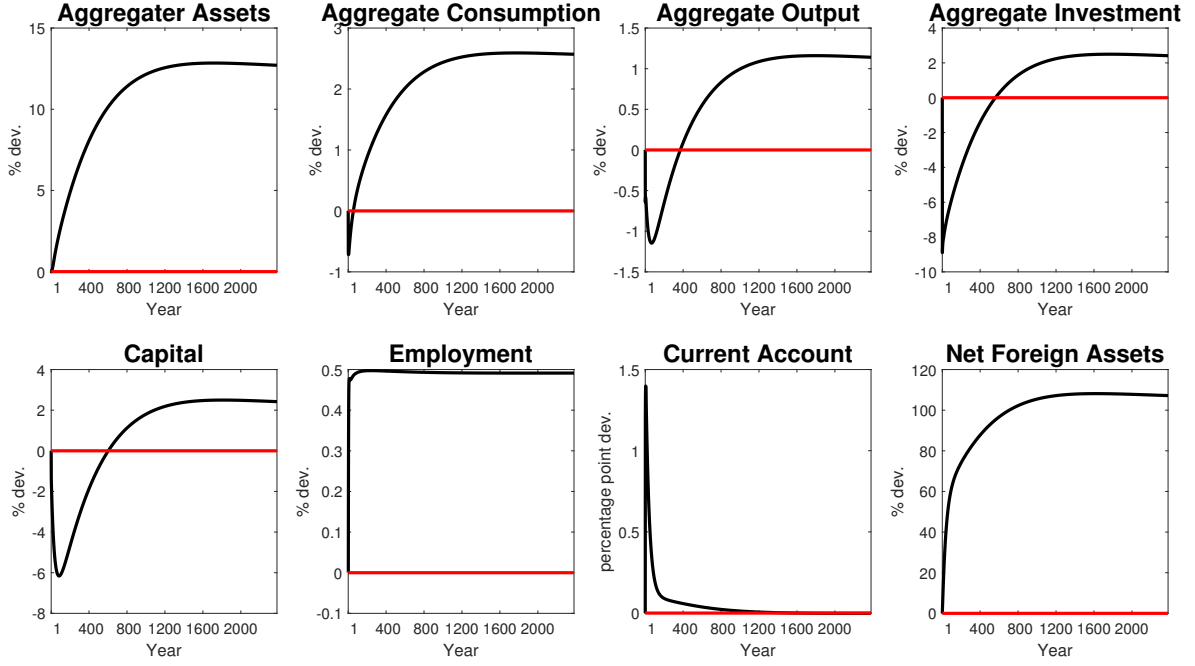 Aggregater Assets
15
10
5
0
% dev.
1 400 800 1200 1600 2000
Year
Aggregate Consumption
3
2
1
0
-1
% dev.
1 400 800 1200 1600 2000
Year
Aggregate Output
1.5
1
0.5
0
-0.5
-1
-1.5
% dev.
1 400 800 1200 1600 2000
Year
Aggregate Investment
4
2
0
-2
-4
-6
-8
-10
% dev.
1 400 800 1200 1600 2000
Year
Capital
4
2
0
-2
-4
-6
-8
% dev.
1 400 800 1200 1600 2000
Year
Employment
0.5
0.4
0.3
0.2
0.1
0
-0.1
% dev.
1 400 800 1200 1600 2000
Year
Current Account
1.5
1
0.5
0
percentage point dev.
1 400 800 1200 1600 2000
Year
Net Foreign Assets
120
100
80
60
40
20
0
% dev.
1 400 800 1200 1600 2000
Year